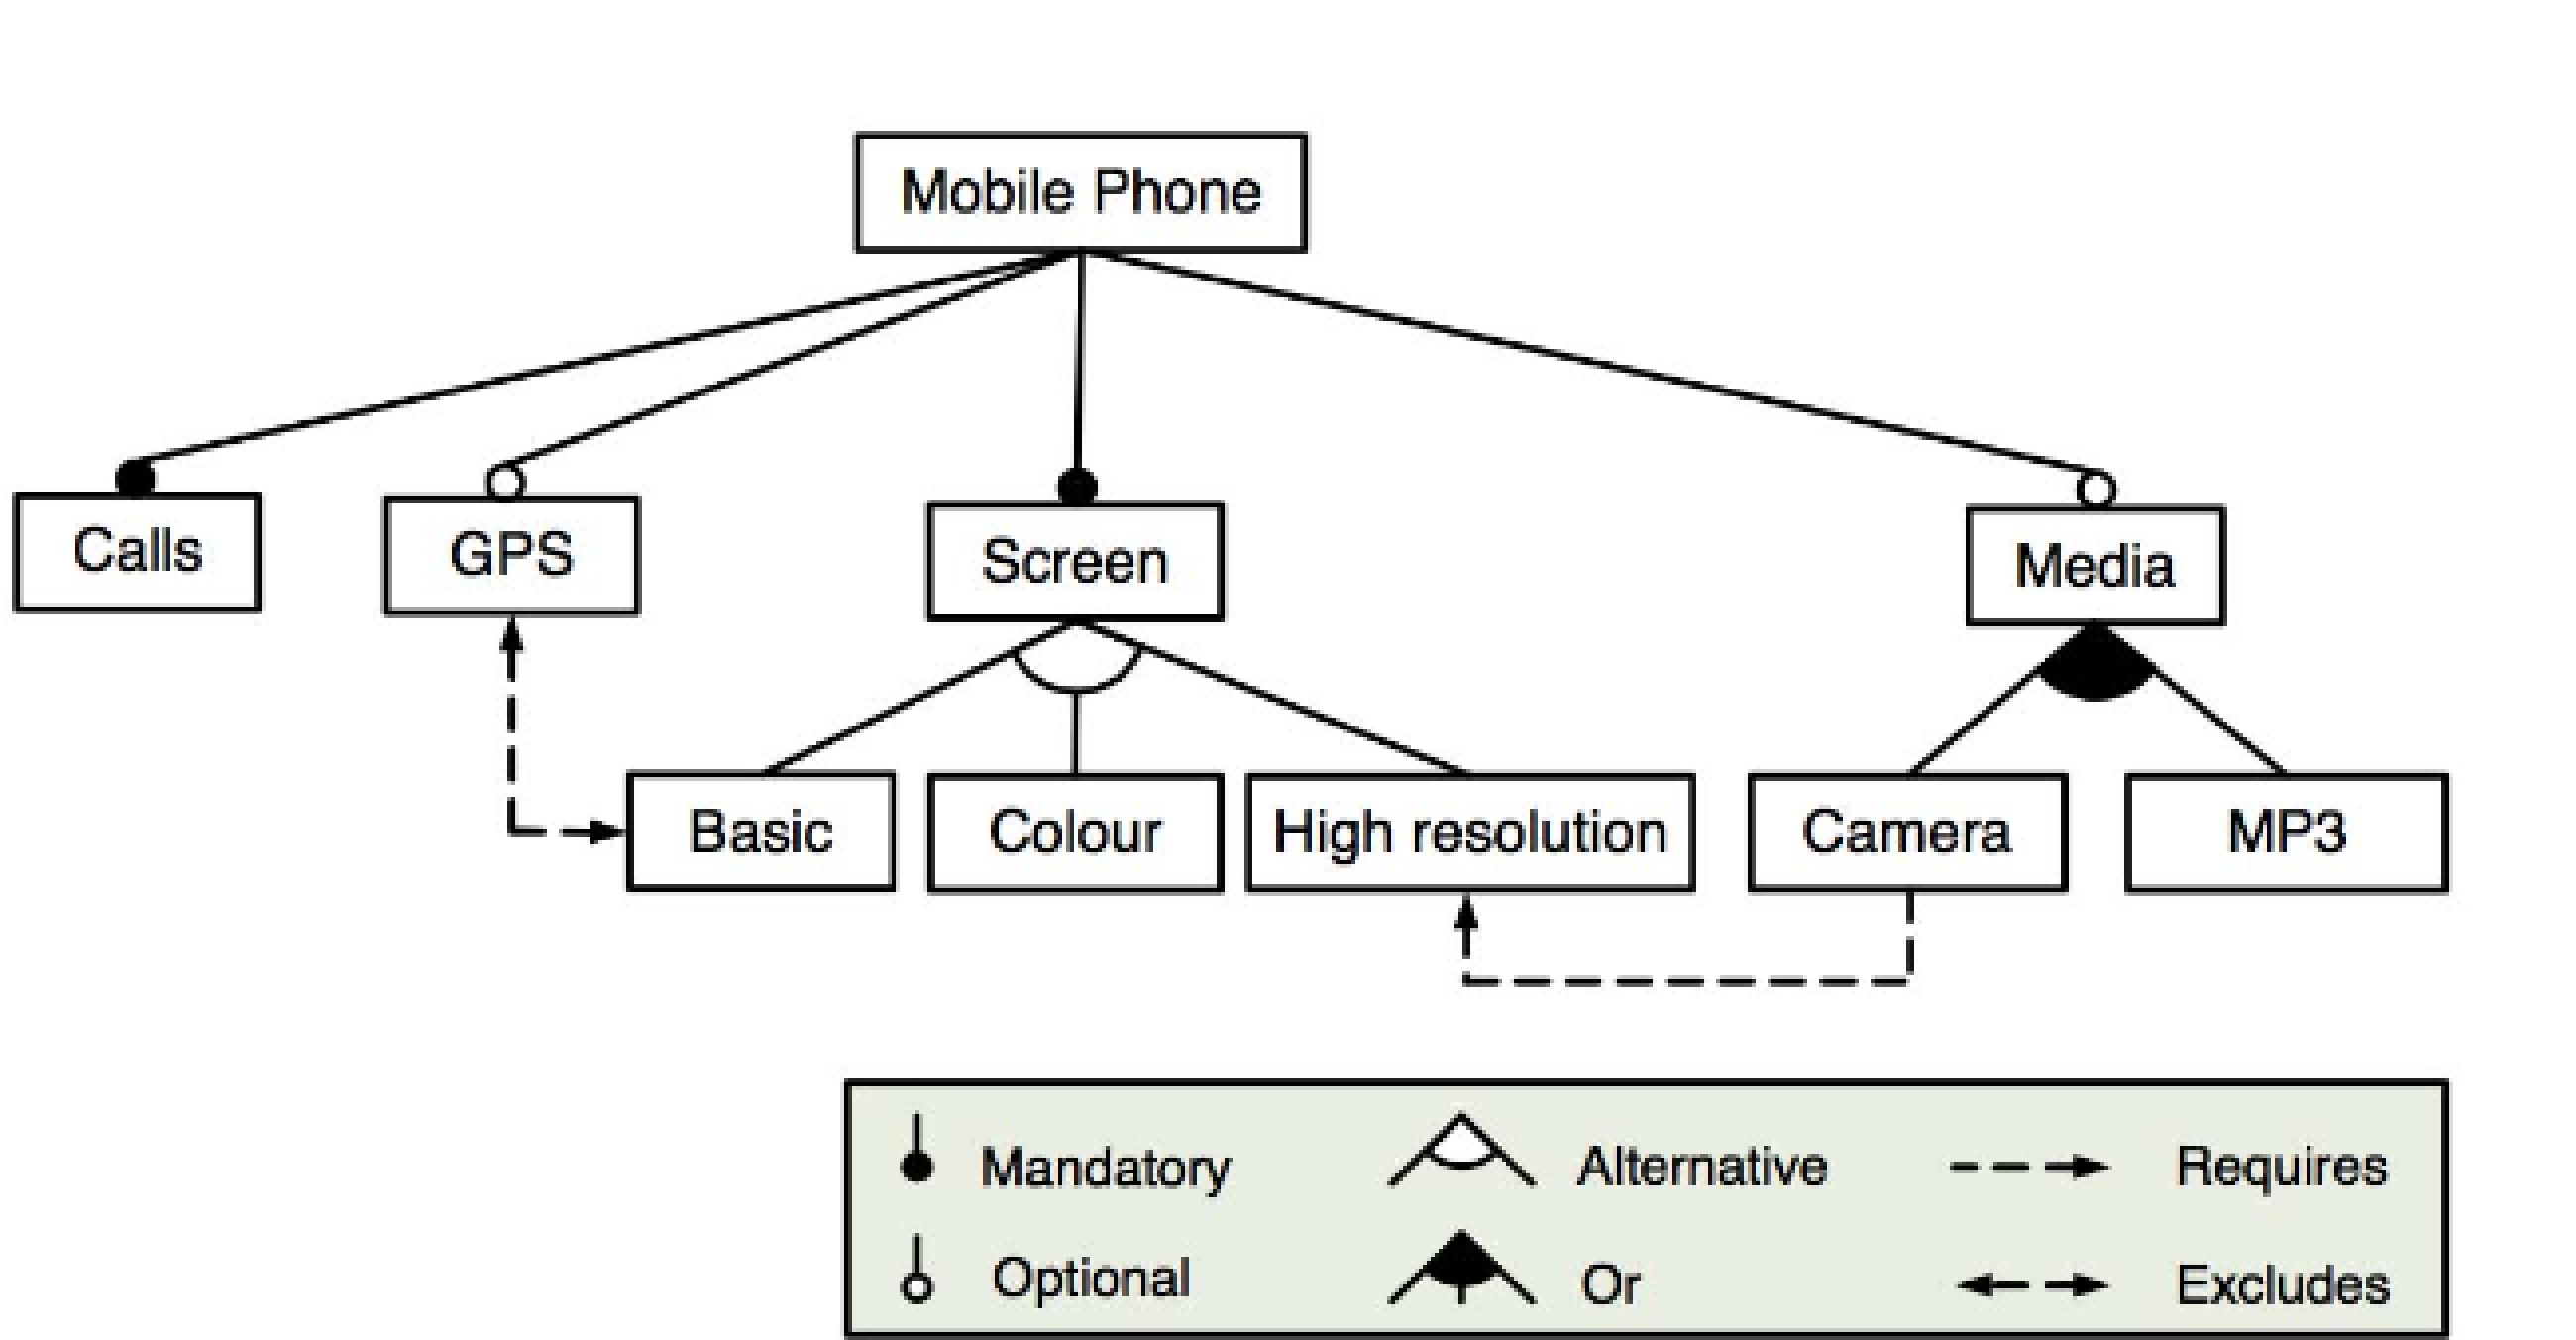 Mobile Phone
Calls
GPS
Screen
Media
Basic
Colour
High resolution
Camera
MP3
Mandatory
Alternative
Requires
Optional
Or
Excludes